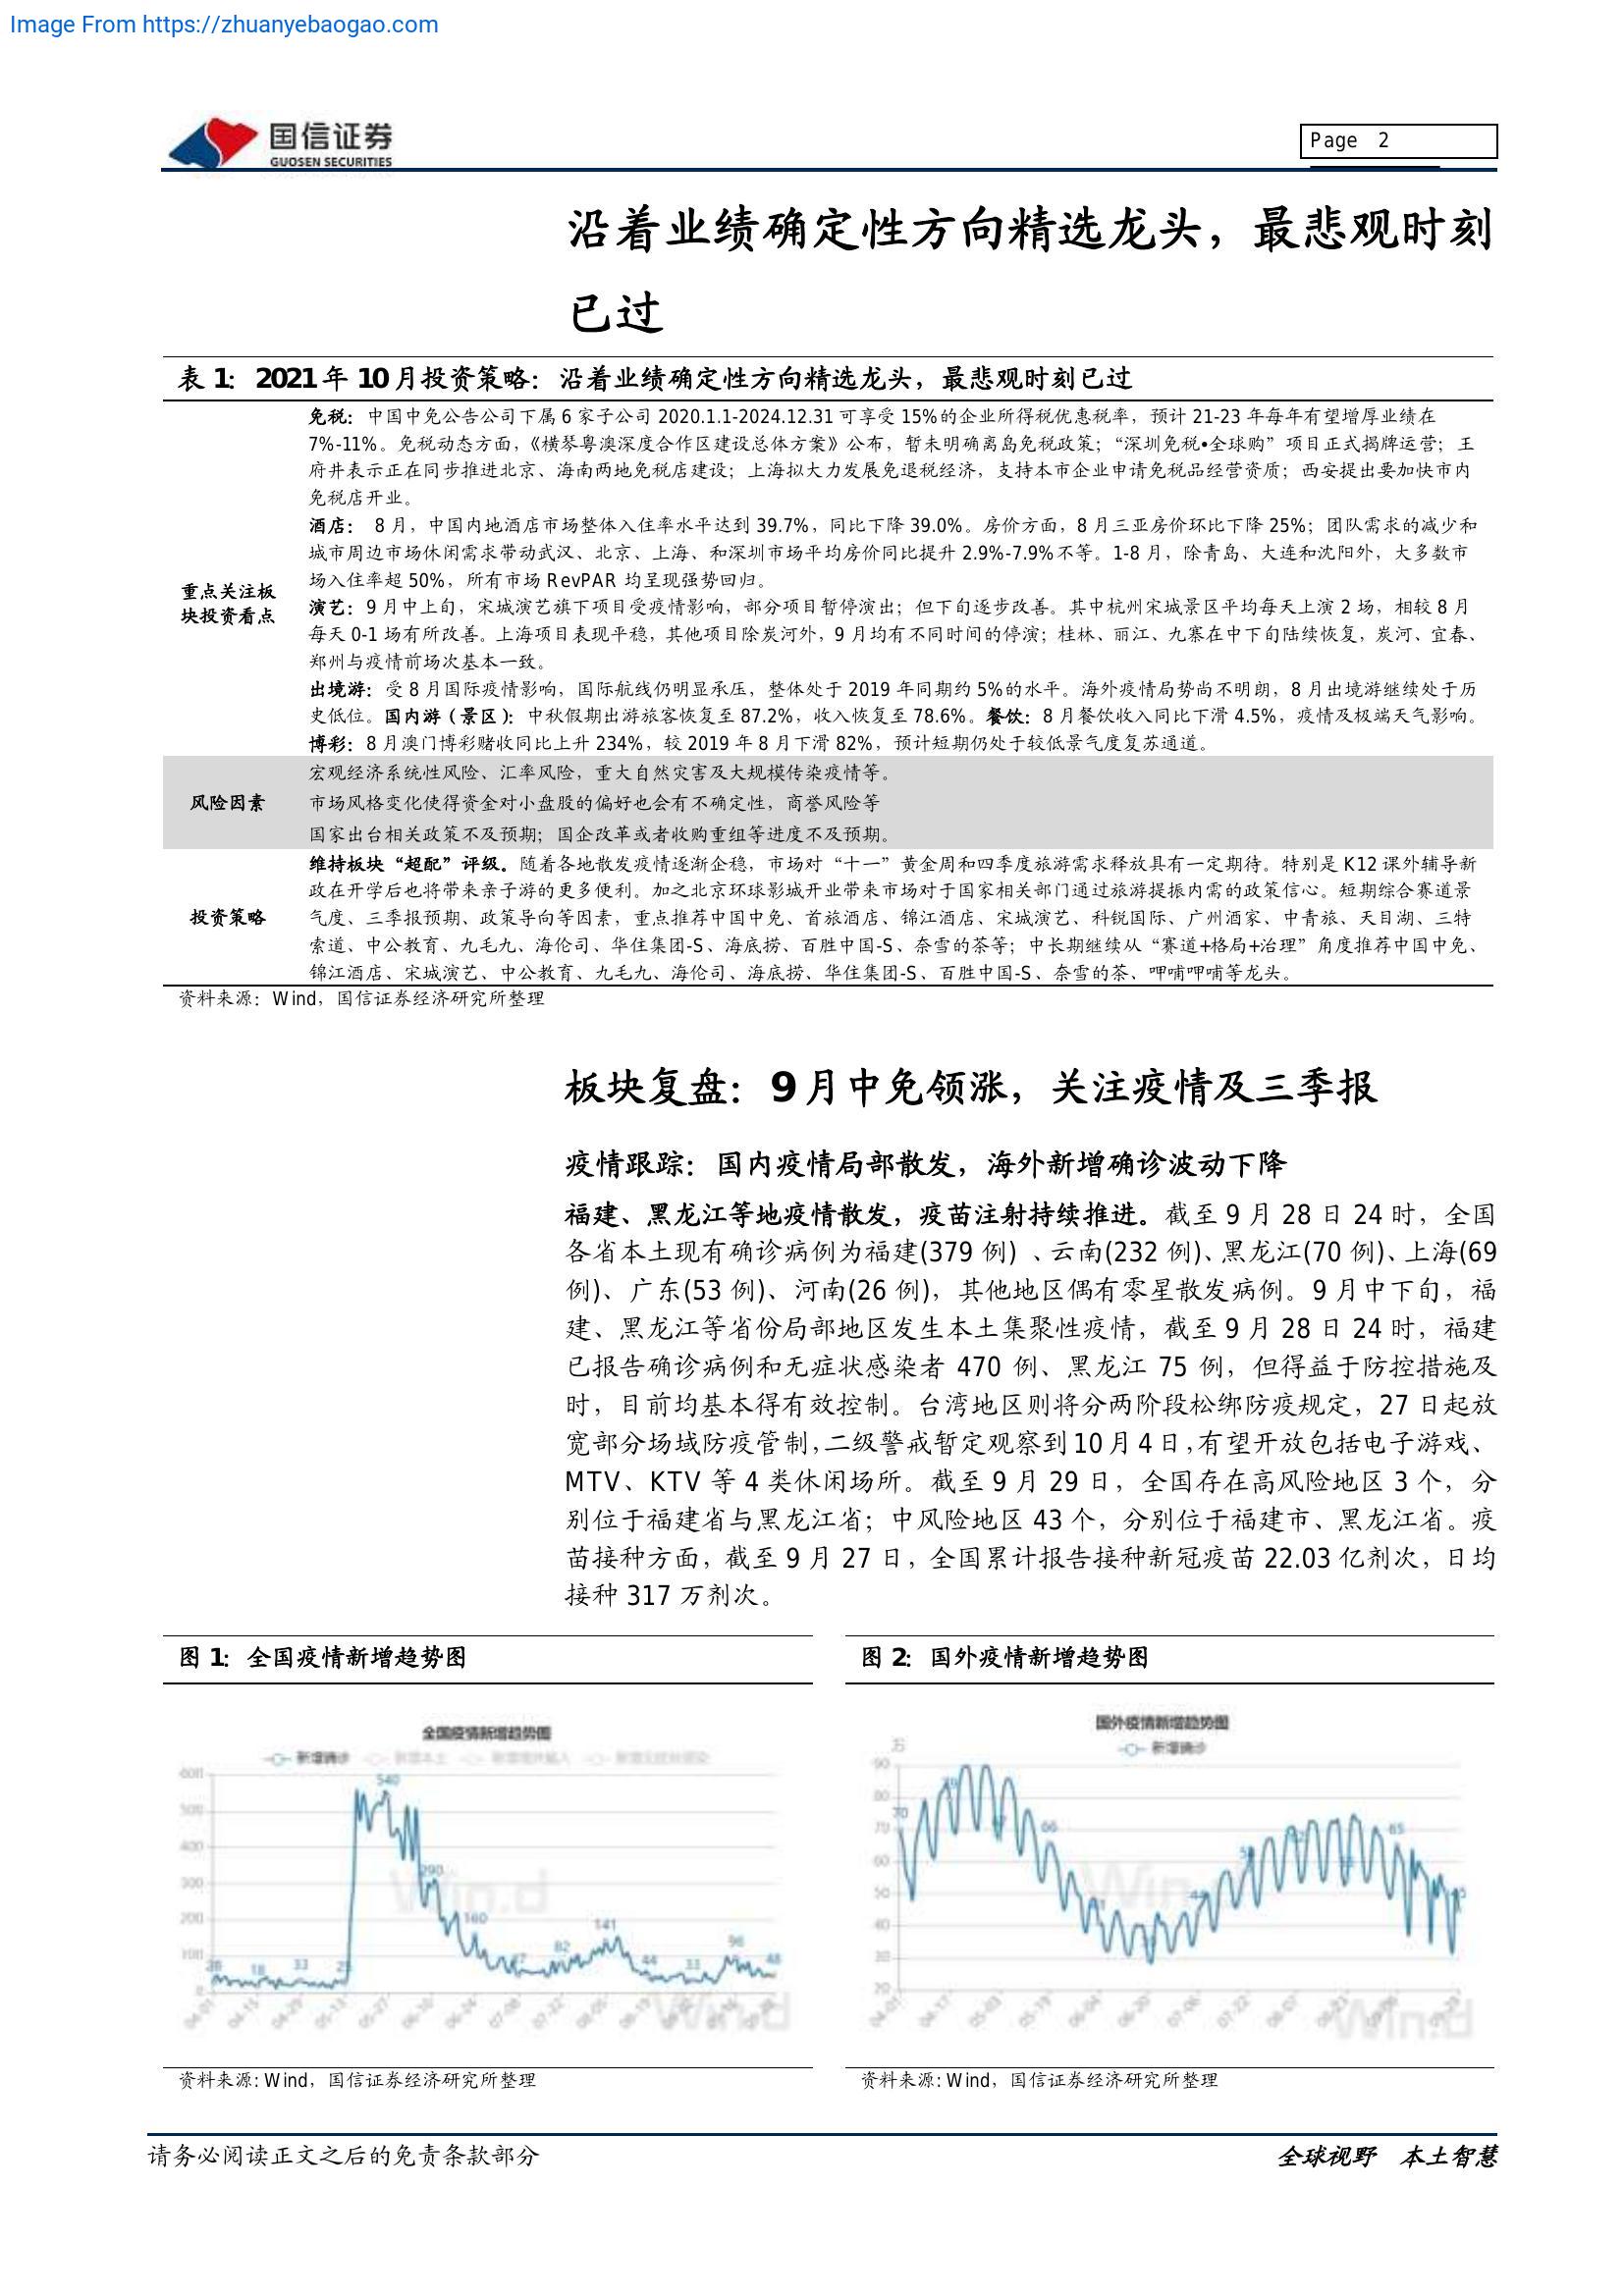 Image From https://zhuanyebaogao.com
国信证券
GUOSEN SECURITIES
Page 2
沿着业绩确定性方向精选龙头，最悲观时刻
已过
表 1：2021 年 10 月投资策略：沿着业绩确定性方向精选龙头，最悲观时刻已过
重点关注板
块投资看点
免税：中国中免公告公司下属 6 家子公司 2020.1.1-2024.12.31 可享受 15%的企业所得税优惠税率，预计 21-23 年每年有望增厚业绩在
7%-11%。免税动态方面，《横琴粤澳深度合作区建设总体方案》公布，暂未明确离岛免税政策；“深圳免税•全球购”项目正式揭牌运营；王
府井表示正在同步推进北京、海南两地免税店建设；上海拟大力发展免退税经济，支持本市企业申请免税品经营资质；西安提出要加快市内
免税店开业。
酒店： 8 月，中国内地酒店市场整体入住率水平达到 39.7%，同比下降 39.0%。房价方面，8 月三亚房价环比下降 25%；团队需求的减少和
城市周边市场休闲需求带动武汉、北京、上海、和深圳市场平均房价同比提升 2.9%-7.9%不等。1-8 月，除青岛、大连和沈阳外，大多数市
场入住率超 50%，所有市场 RevPAR 均呈现强势回归。
演艺：9 月中上旬，宋城演艺旗下项目受疫情影响，部分项目暂停演出；但下旬逐步改善。其中杭州宋城景区平均每天上演 2 场，相较 8 月
每天 0-1 场有所改善。上海项目表现平稳，其他项目除炭河外，9 月均有不同时间的停演；桂林、丽江、九寨在中下旬陆续恢复，炭河、宜春、
郑州与疫情前场次基本一致。
出境游：受 8 月国际疫情影响，国际航线仍明显承压，整体处于 2019 年同期约 5%的水平。海外疫情局势尚不明朗，8 月出境游继续处于历
史低位。国内游（景区）：中秋假期出游旅客恢复至 87.2%，收入恢复至 78.6%。餐饮：8 月餐饮收入同比下滑 4.5%，疫情及极端天气影响。
博彩：8 月澳门博彩赌收同比上升 234%，较 2019 年 8 月下滑 82%，预计短期仍处于较低景气度复苏通道。
风险因素
宏观经济系统性风险、汇率风险，重大自然灾害及大规模传染疫情等。
市场风格变化使得资金对小盘股的偏好也会有不确定性，商誉风险等
国家出台相关政策不及预期；国企改革或者收购重组等进度不及预期。
投资策略
维持板块“超配”评级。随着各地散发疫情逐渐企稳，市场对“十一”黄金周和四季度旅游需求释放具有一定期待。特别是 K12 课外辅导新
政在开学后也将带来亲子游的更多便利。加之北京环球影城开业带来市场对于国家相关部门通过旅游提振内需的政策信心。短期综合赛道景
气度、三季报预期、政策导向等因素，重点推荐中国中免、首旅酒店、锦江酒店、宋城演艺、科锐国际、广州酒家、中青旅、天目湖、三特
索道、中公教育、九毛九、海伦司、华住集团-S、海底捞、百胜中国-S、奈雪的茶等；中长期继续从“赛道+格局+治理”角度推荐中国中免、
锦江酒店、宋城演艺、中公教育、九毛九、海伦司、海底捞、华住集团-S、百胜中国-S、奈雪的茶、呷哺呷哺等龙头。
资料来源：Wind，国信证券经济研究所整理
板块复盘：9 月中免领涨，关注疫情及三季报
疫情跟踪：国内疫情局部散发，海外新增确诊波动下降
福建、黑龙江等地疫情散发，疫苗注射持续推进。截至 9 月 28 日 24 时，全国
各省本土现有确诊病例为福建(379 例) 、云南(232 例)、黑龙江(70 例)、上海(69
例)、广东(53 例)、河南(26 例)，其他地区偶有零星散发病例。9 月中下旬，福
建、黑龙江等省份局部地区发生本土集聚性疫情，截至 9 月 28 日 24 时，福建
已报告确诊病例和无症状感染者 470 例、黑龙江 75 例，但得益于防控措施及
时，目前均基本得有效控制。台湾地区则将分两阶段松绑防疫规定，27 日起放
宽部分场域防疫管制，二级警戒暂定观察到 10 月 4 日，有望开放包括电子游戏、
MTV、KTV 等 4 类休闲场所。截至 9 月 29 日，全国存在高风险地区 3 个，分
别位于福建省与黑龙江省；中风险地区 43 个，分别位于福建市、黑龙江省。疫
苗接种方面，截至 9 月 27 日，全国累计报告接种新冠疫苗 22.03 亿剂次，日均
接种 317 万剂次。
图 1：全国疫情新增趋势图
全国疫情新增趋势图
新增确诊 新增本土 新增境外输入 新增无症状感染
600
500
400
300
200
100
0
28 18 33 25 540 290 160 47 82 141 44 33 96 48
04-01 04-15 04-29 05-13 05-27 06-10 06-24 07-08 07-22 08-05 08-19 09-02 09-16 09-28
Win.d
图 2：国外疫情新增趋势图
国外疫情新增趋势图
万
新增确诊
90
80
70
60
50
40
30
20
70 79 67 66 44 65
04-01 04-17 05-03 05-19 06-04 06-20 07-06 07-22 08-07 08-23 09-08 09-28
Win.d
资料来源：Wind，国信证券经济研究所整理
资料来源：Wind，国信证券经济研究所整理
请务必阅读正文之后的免责条款部分
全球视野 本土智慧